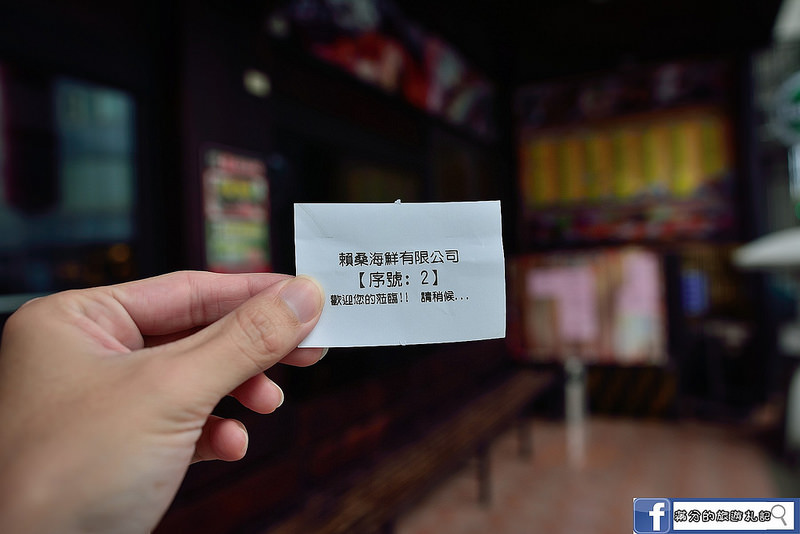 賴桑海鮮有限公司
【序號: 2】
歡迎您的蒞臨!! 請稍候...
滿分的旅遊札記